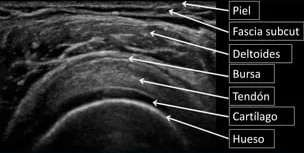 Piel
Fascia subcut
Deltoides
Bursa
Tendón
Cartílago
Hueso